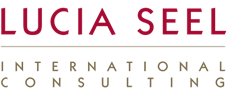 LUCIA SEEL
INTERNATIONAL
CONSULTING